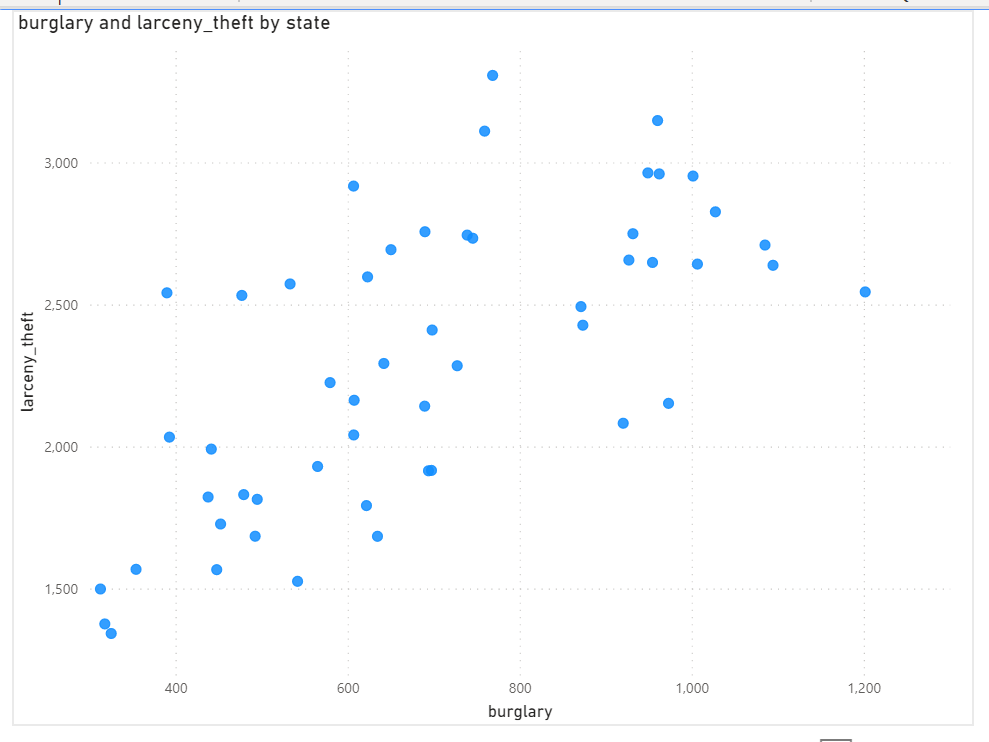 burglary and larceny_theft by state
3,000
2,500
larceny_theft
2,000
1,500
400 600 800 1,000 1,200
burglary